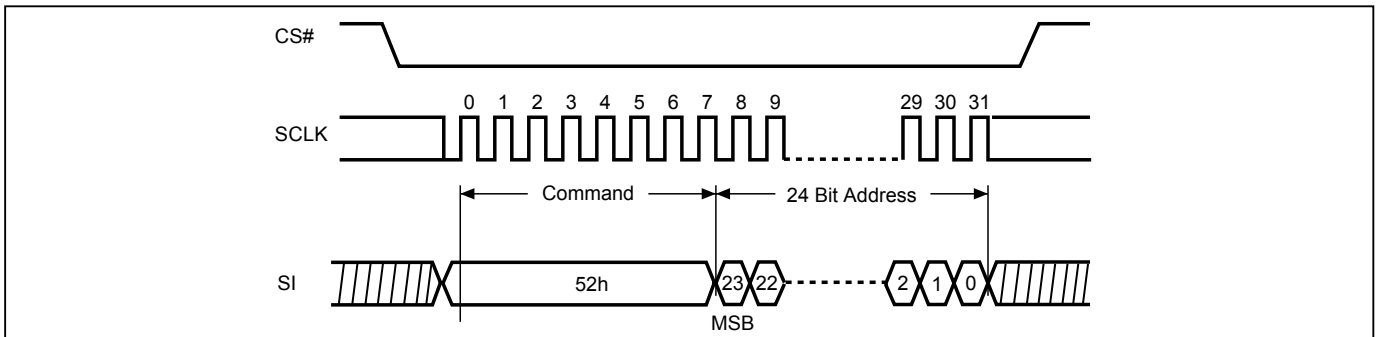 CS#
0 1 2 3 4 5 6 7 8 9 29 30 31
SCLK
Command 24 Bit Address
SI 52h 23 22 2 1 0
MSB